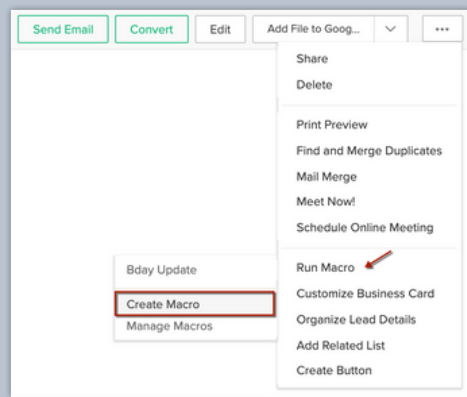 Send Email Convert Edit Add File to Goog... ...
Share
Delete
Print Preview
Find and Merge Duplicates
Mail Merge
Meet Now!
Schedule Online Meeting
Run Macro
Customize Business Card
Organize Lead Details
Add Related List
Create Button
Bday Update
Create Macro
Manage Macros